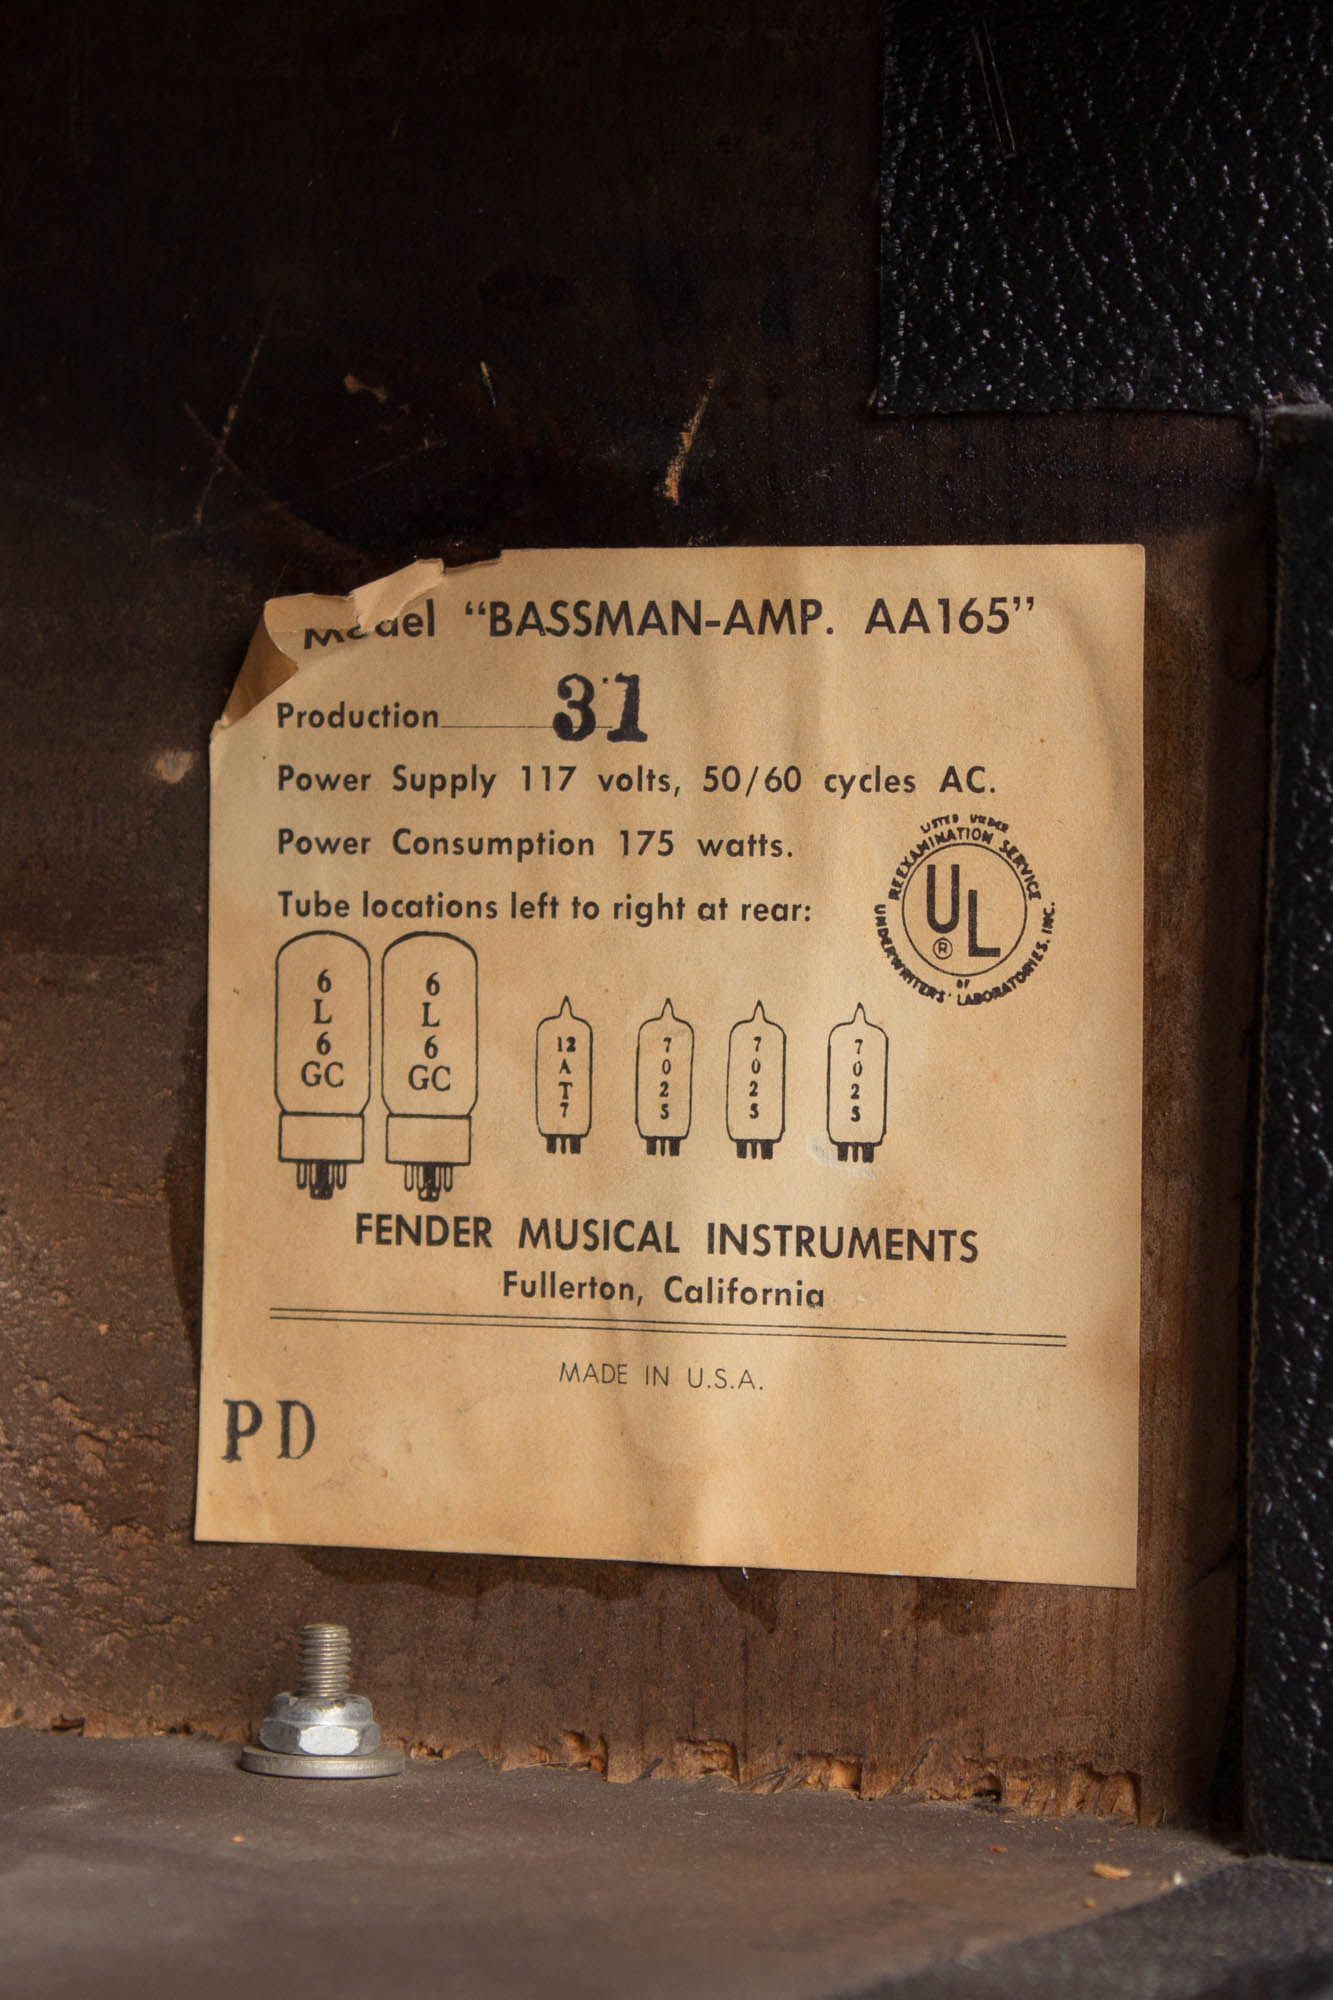 Model “BASSMAN-AMP. AA165”
Production 31
Power Supply 117 volts, 50/60 cycles AC.
Power Consumption 175 watts.
Tube locations left to right at rear:
LISTED UNDER
REEXAMINATION SERVICE
UL
®
OF
UNDERWRITERS' LABORATORIES, INC.
6L6GC
6L6GC
12AT7
7025
7025
7025
FENDER MUSICAL INSTRUMENTS
Fullerton, California
MADE IN U.S.A.
PD